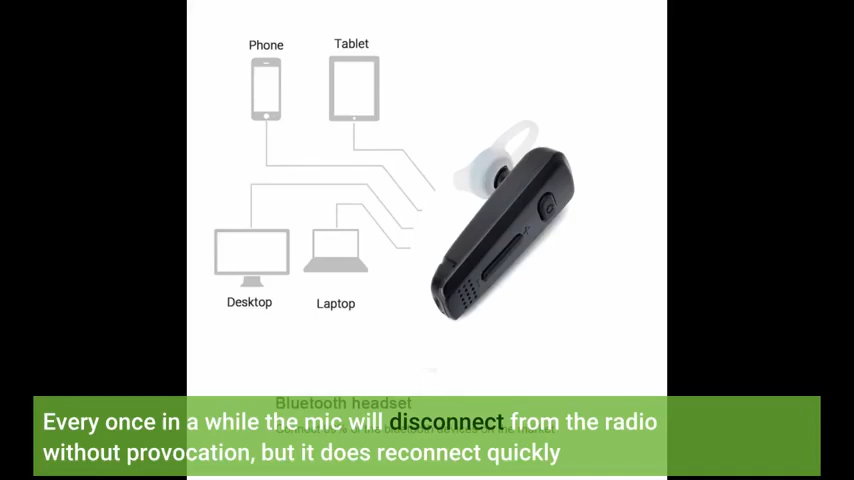 Phone
Tablet
Desktop
Laptop
Bluetooth headset
Every once in a while the mic will disconnect from the radio
without provocation, but it does reconnect quickly